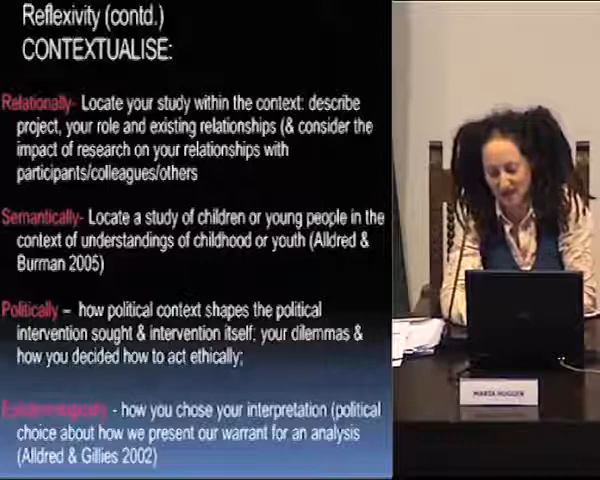 Reflexivity (contd.)
CONTEXTUALISE:
Relationally- Locate your study within the context: describe
project, your role and existing relationships (& consider the
impact of research on your relationships with
participants/colleagues/others
Semantically- Locate a study of children or young people in the
context of understandings of childhood or youth (Alldred &
Burman 2005)
Politically – how political context shapes the political
intervention sought & intervention itself; your dilemmas &
how you decided how to act ethically;
Epistemologically - how you chose your interpretation (political
choice about how we present our warrant for an analysis
(Alldred & Gillies 2002)